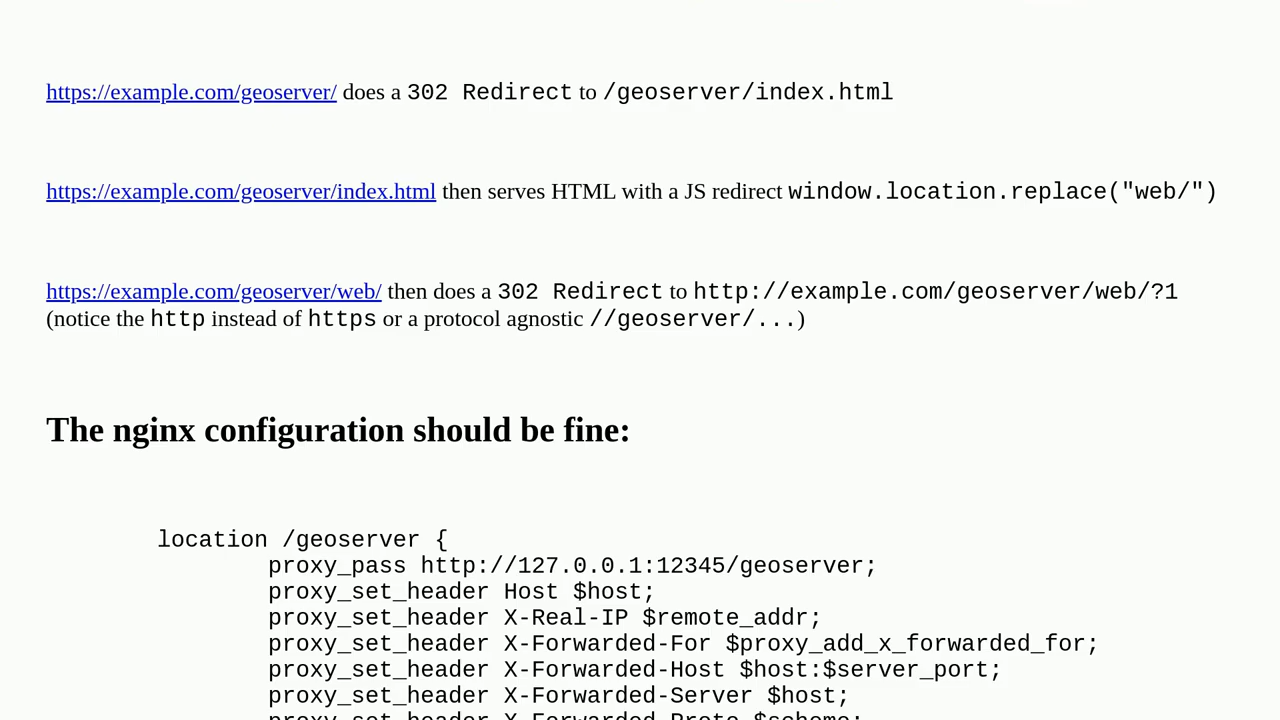 https://example.com/geoserver/ does a 302 Redirect to /geoserver/index.html
https://example.com/geoserver/index.html then serves HTML with a JS redirect window.location.replace("web/")
https://example.com/geoserver/web/ then does a 302 Redirect to http://example.com/geoserver/web/?1
(notice the http instead of https or a protocol agnostic //geoserver/...)
The nginx configuration should be fine:
location /geoserver {
proxy_pass http://127.0.0.1:12345/geoserver;
proxy_set_header Host $host;
proxy_set_header X-Real-IP $remote_addr;
proxy_set_header X-Forwarded-For $proxy_add_x_forwarded_for;
proxy_set_header X-Forwarded-Host $host:$server_port;
proxy_set_header X-Forwarded-Server $host;
proxy_set_header X-Forwarded-Proto $scheme;